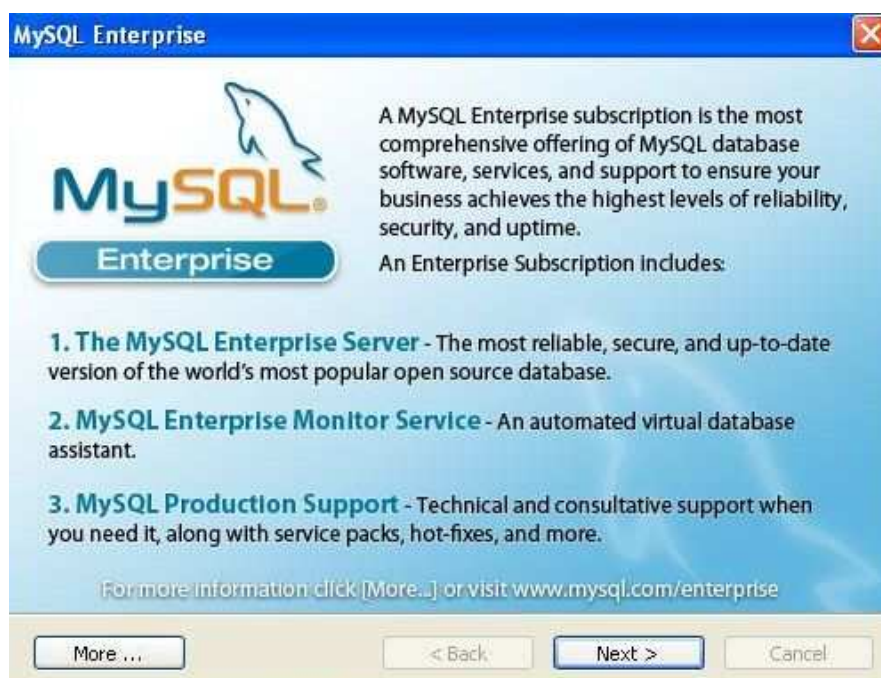 MySQL Enterprise
A MySQL Enterprise subscription is the most
comprehensive offering of MySQL database
software, services, and support to ensure your
business achieves the highest levels of reliability,
security, and uptime.
An Enterprise Subscription includes:
MySQL®
Enterprise
1. The MySQL Enterprise Server - The most reliable, secure, and up-to-date
version of the world's most popular open source database.
2. MySQL Enterprise Monitor Service - An automated virtual database
assistant.
3. MySQL Production Support - Technical and consultative support when
you need it, along with service packs, hot-fixes, and more.
For more information click [More...] or visit www.mysql.com/enterprise
More ...
< Back
Next >
Cancel